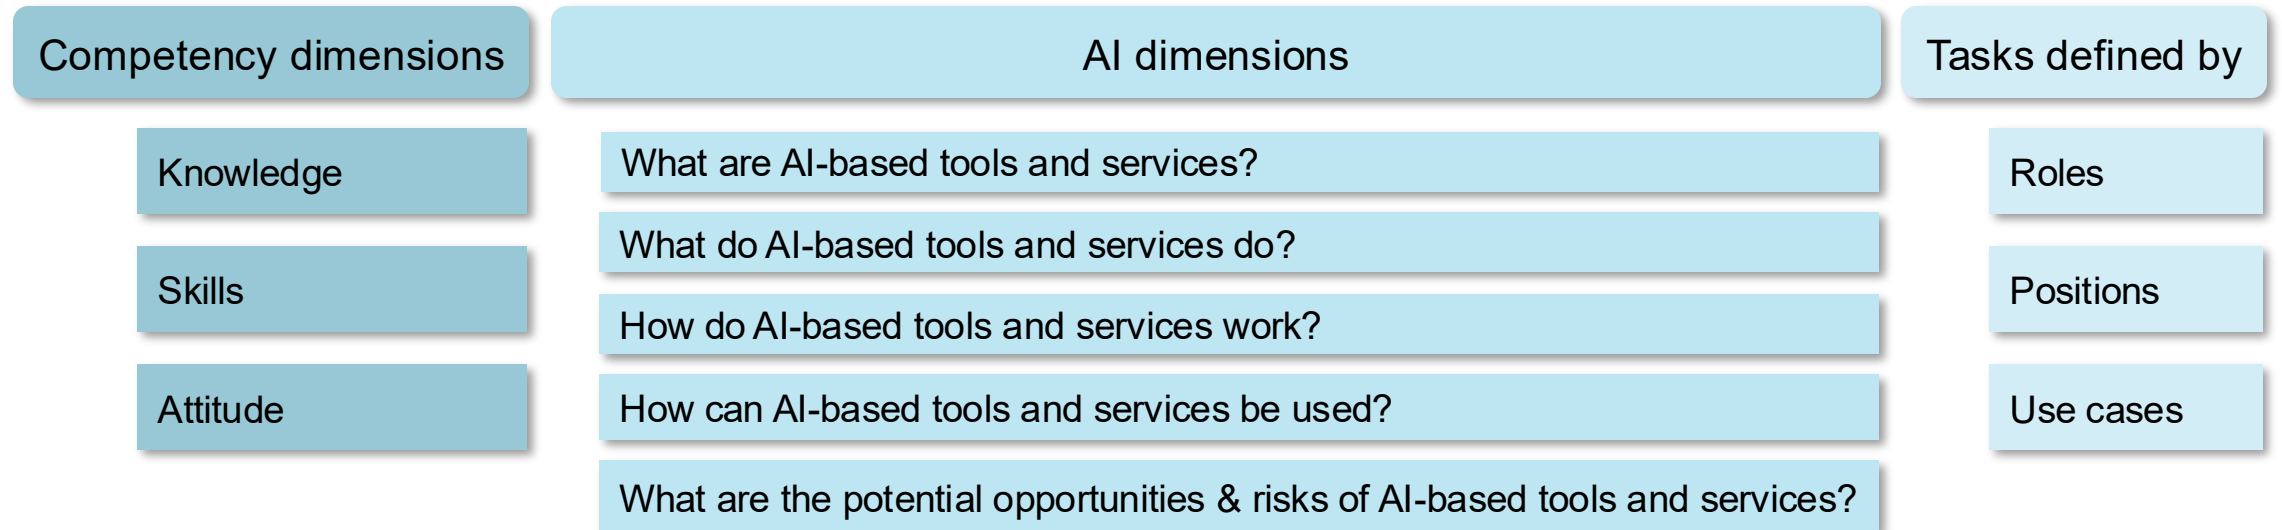 Competency dimensions
AI dimensions
Tasks defined by
Knowledge
Skills
Attitude
What are AI-based tools and services?
What do AI-based tools and services do?
How do AI-based tools and services work?
How can AI-based tools and services be used?
What are the potential opportunities & risks of AI-based tools and services?
Roles
Positions
Use cases